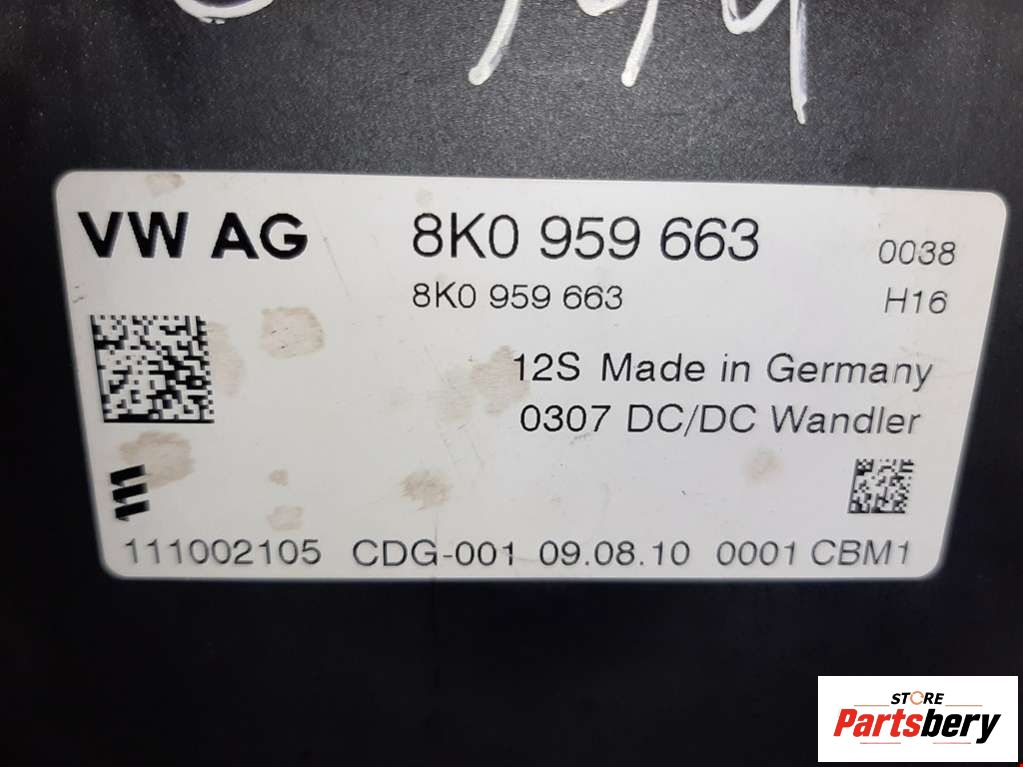 VW AG 8K0 959 663 0038
8K0 959 663 H16
12S Made in Germany
0307 DC/DC Wandler
111002105 CDG-001 09.08.10 0001 CBM1
STORE
Partsbery